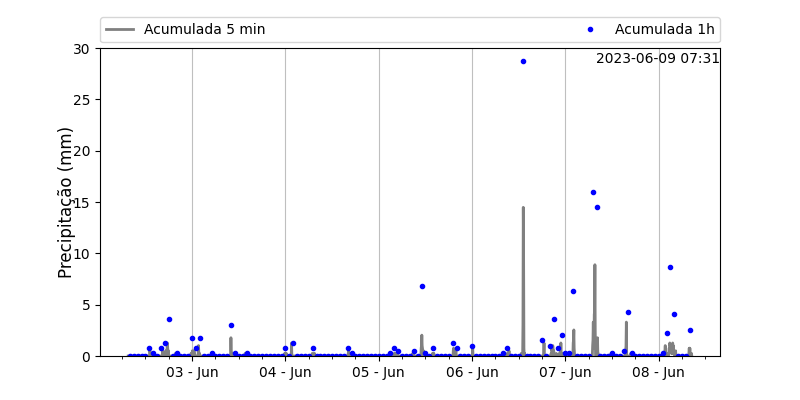 Acumulada 5 min
Acumulada 1h
2023-06-09 07:31
Precipitação (mm)
30
25
20
15
10
5
0
03 - Jun
04 - Jun
05 - Jun
06 - Jun
07 - Jun
08 - Jun